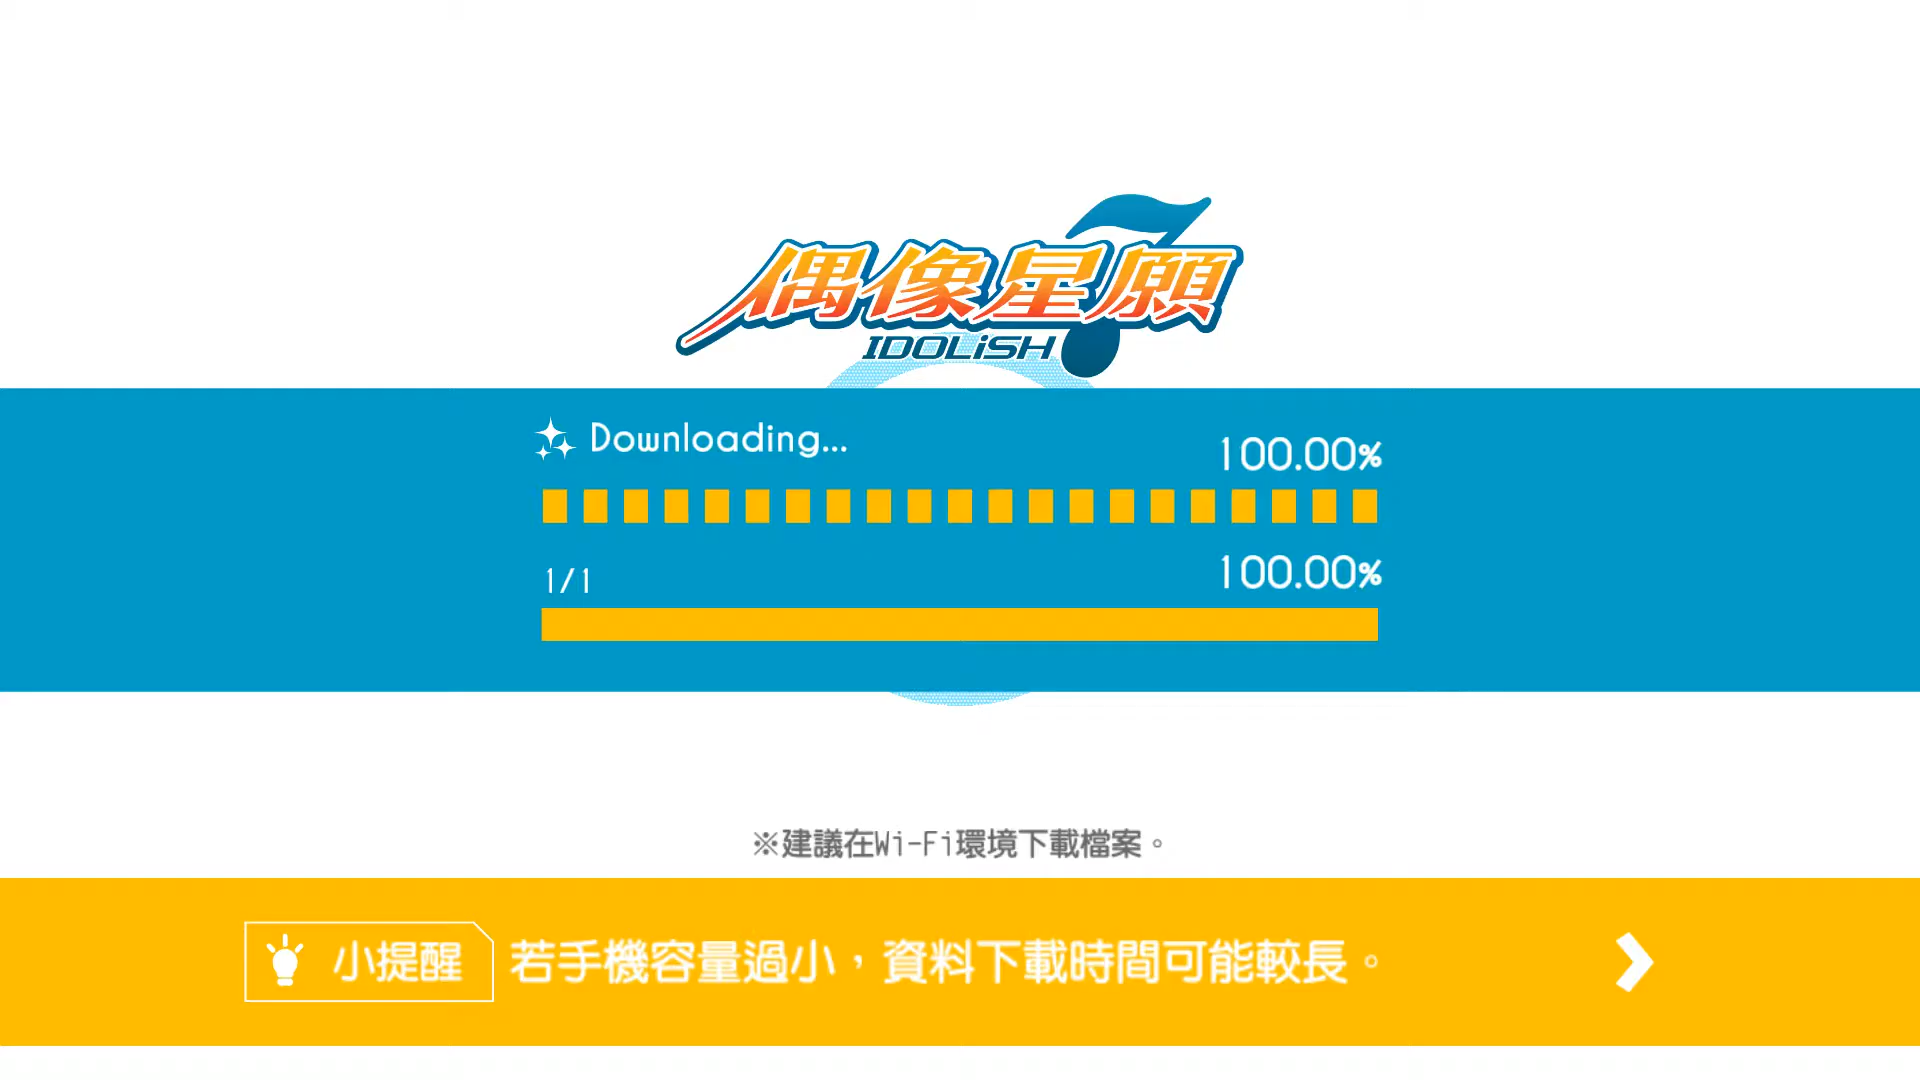 偶像星願
IDOLiSH7
Downloading...
100.00%
1/1
100.00%
※建議在Wi-Fi環境下載檔案。
小提醒
若手機容量過小，資料下載時間可能較長。